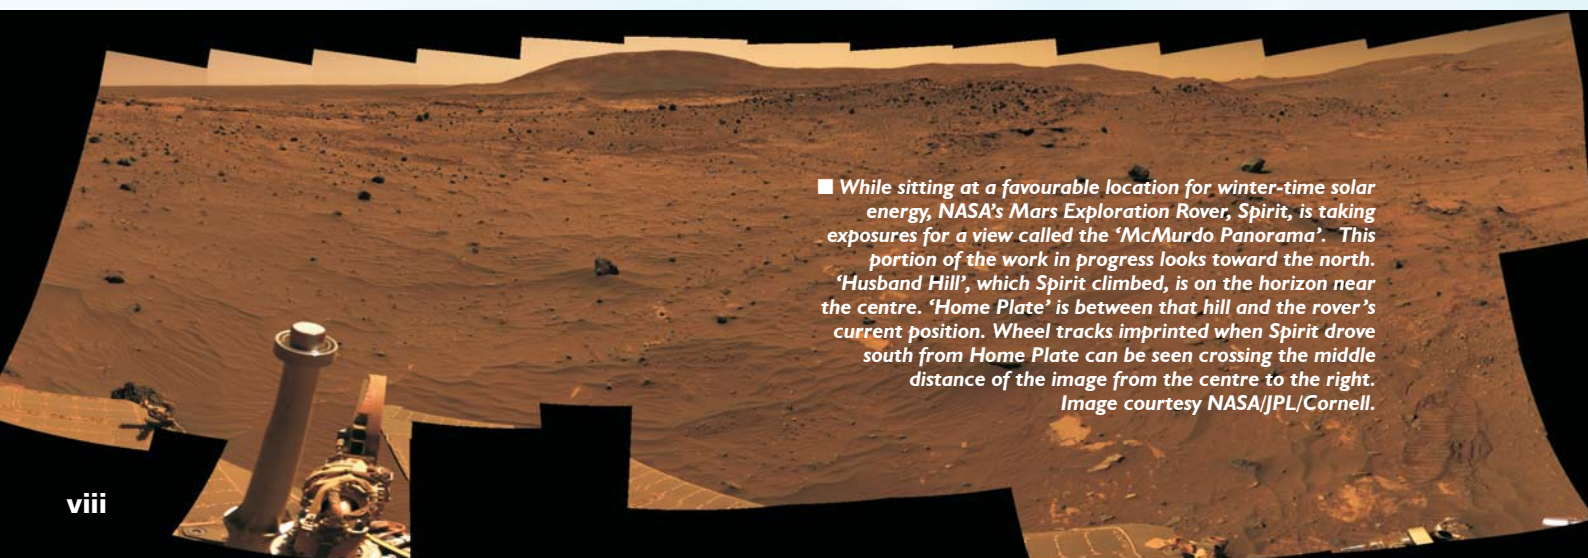 ■ While sitting at a favourable location for winter-time solar
energy, NASA's Mars Exploration Rover, Spirit, is taking
exposures for a view called the ‘McMurdo Panorama’. This
portion of the work in progress looks toward the north.
‘Husband Hill’, which Spirit climbed, is on the horizon near
the centre. ‘Home Plate’ is between that hill and the rover's
current position. Wheel tracks imprinted when Spirit drove
south from Home Plate can be seen crossing the middle
distance of the image from the centre to the right.
Image courtesy NASA/JPL/Cornell.
viii